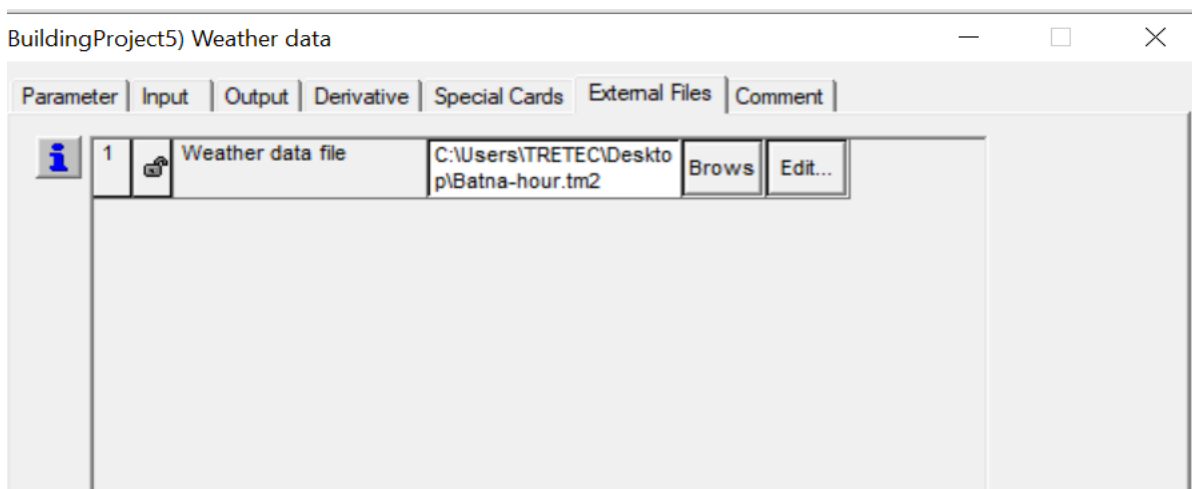 BuildingProject5) Weather data
Parameter Input Output Derivative Special Cards External Files Comment
i 1 Weather data file C:\Users\TRETEC\Deskto Brows Edit...
p\Batna-hour.tm2